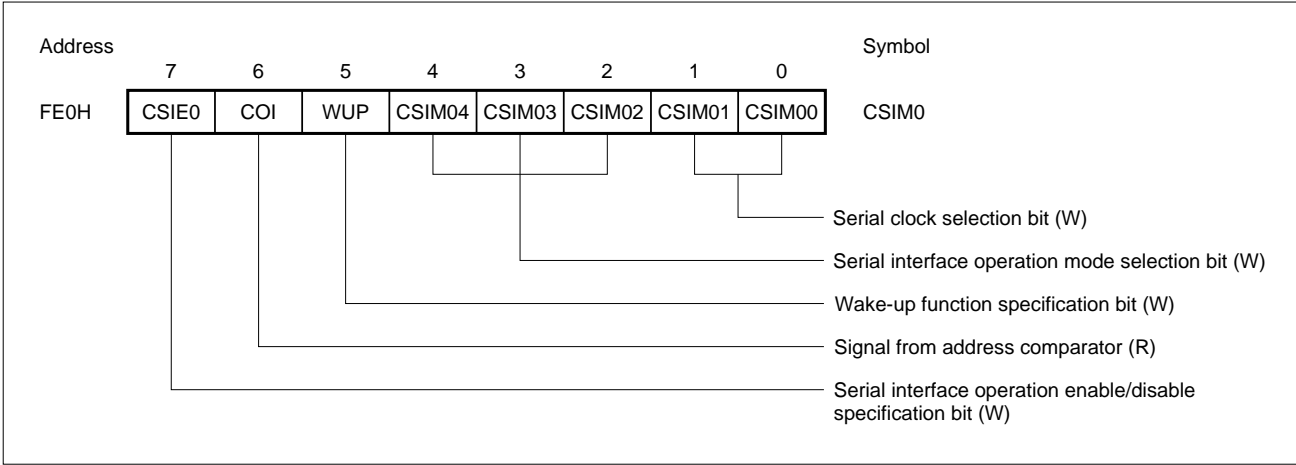 Address Symbol
7 6 5 4 3 2 1 0
FE0H CSIE0 COI WUP CSIM04 CSIM03 CSIM02 CSIM01 CSIM00 CSIM0
Serial clock selection bit (W)
Serial interface operation mode selection bit (W)
Wake-up function specification bit (W)
Signal from address comparator (R)
Serial interface operation enable/disable
specification bit (W)